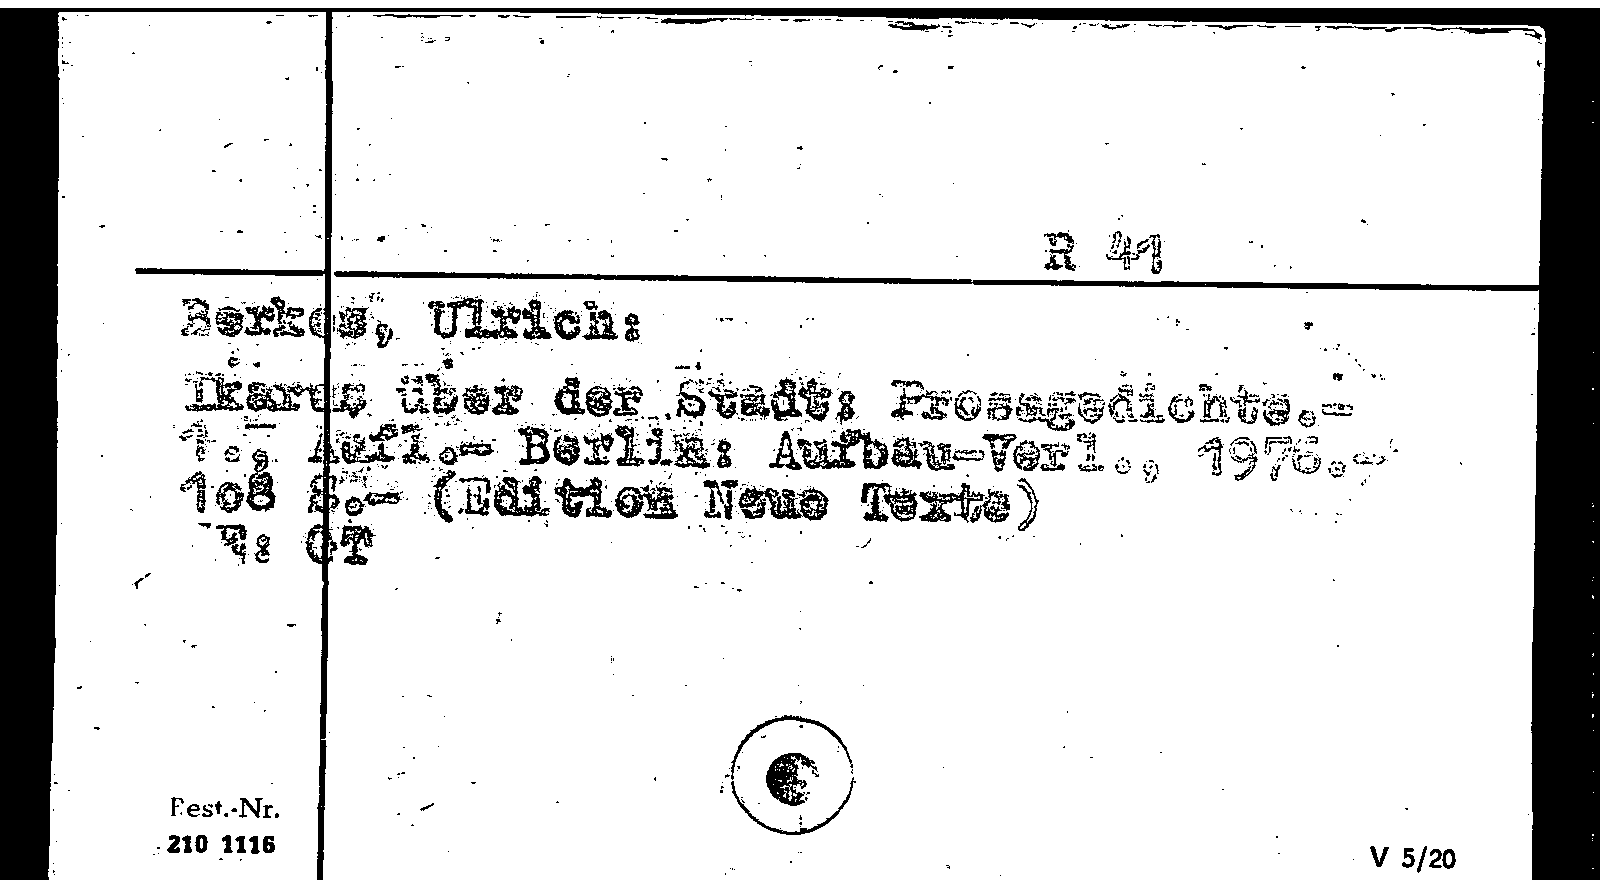 R 41
Berkes, Ulrich:
Ikarus über der Stadt: Prosagedichte.-
1., Aufl.- Berlin: Aufbau-Verl., 1976.-
108 S.- (Edition Neue Texte)
GT
Best.-Nr.
210 1116
V 5/20